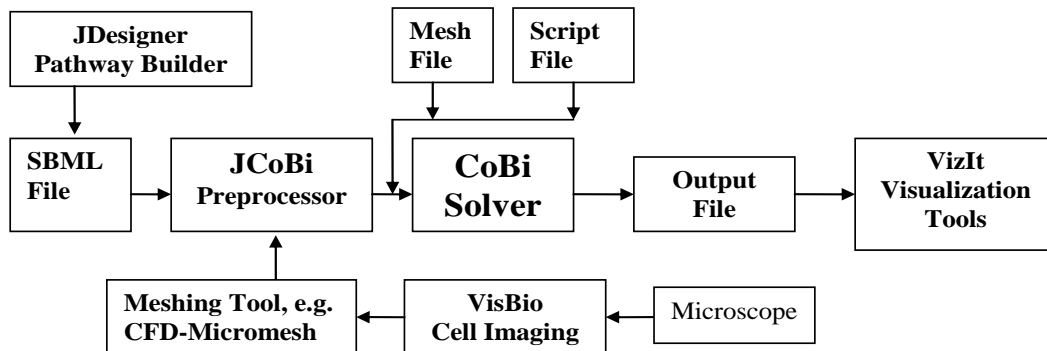 JDesigner
Pathway Builder
Mesh
File
Script
File
SBML
File
JCoBi
Preprocessor
CoBi
Solver
Output
File
VizIt
Visualization
Tools
Meshing Tool, e.g.
CFD-Micromesh
VisBio
Cell Imaging
Microscope